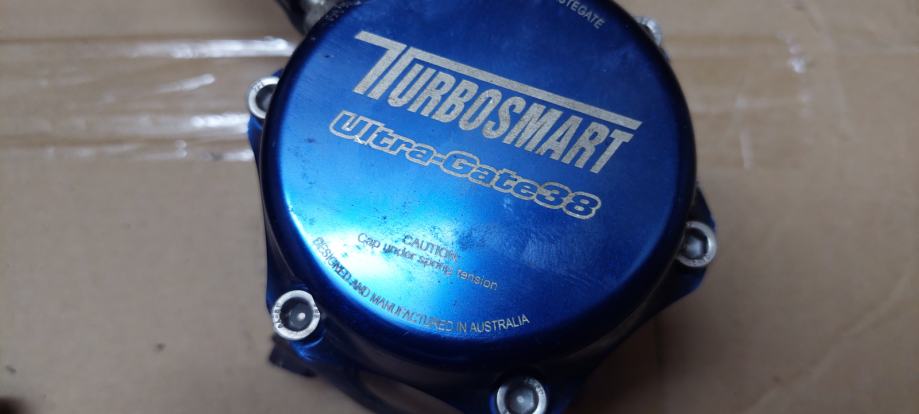 TURBOSMART
Ultra-Gate38
CAUTION:
Cap under spring tension
DESIGNED AND MANUFACTURED IN AUSTRALIA